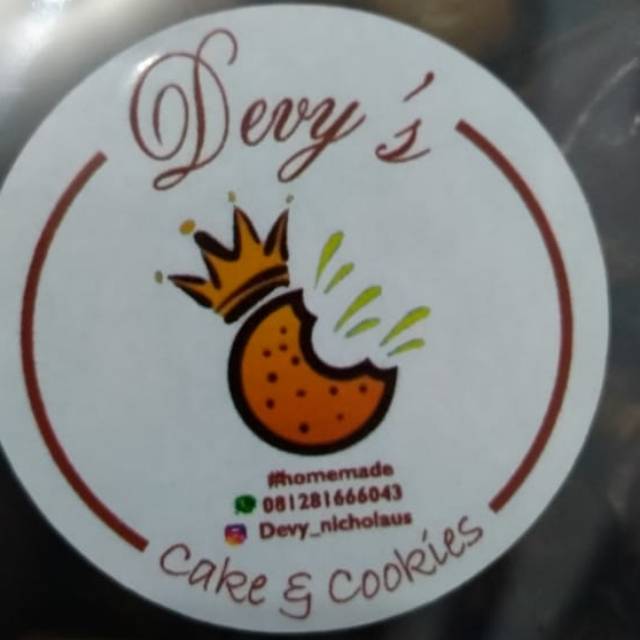 Devy's
#homemade
081281666043
Devy_nicholaus
Cake & Cookies